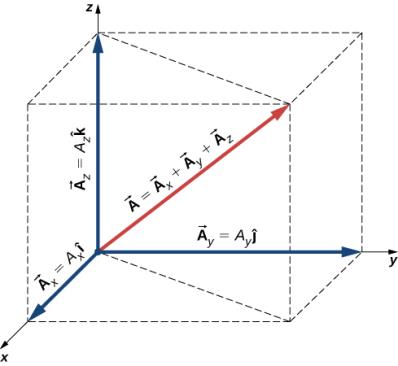 z
A⃗z = Azk̂
A⃗ = A⃗x + A⃗y + A⃗z
A⃗y = Ayĵ
A⃗x = Axî
y
x